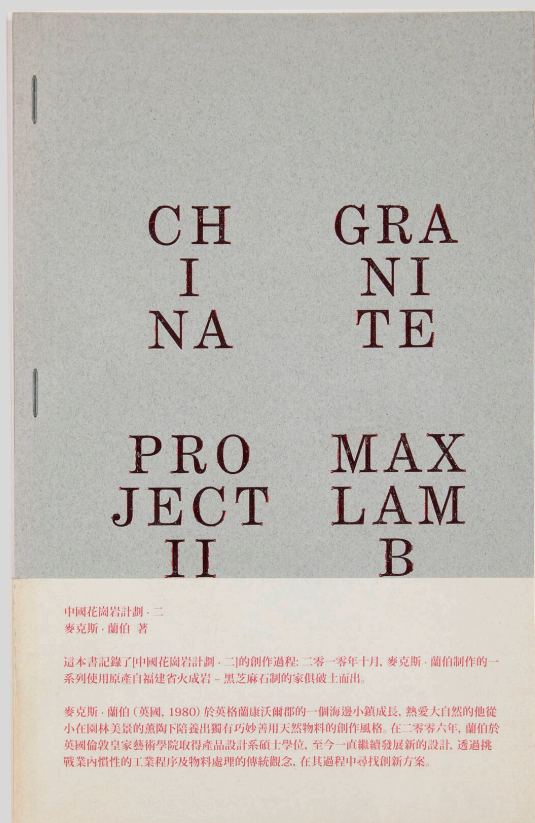 CH
I
NA
GRA
NI
TE
PRO
JECT
II
MAX
LAM
B
中國花崗岩計劃 · 二
麥克斯 · 蘭伯 著
這本書記錄了[中國花崗岩計劃 · 二]的創作過程: 二零一零年十月, 麥克斯 · 蘭伯制作的一
系列使用原產自福建省火成岩 – 黑芝麻石制的家俱破土而出。
麥克斯 · 蘭伯 (英國, 1980) 於英格蘭康沃爾郡的一個海邊小鎮成長, 熱愛大自然的他從
小在園林美景的薰陶下培養出獨有巧妙善用天然物料的創作風格。在二零零六年, 蘭伯於
英國倫敦皇家藝術學院取得產品設計系碩士學位, 至今一直繼續發展新的設計, 透過挑
戰業內慣性的工業程序及物料處理的傳統觀念, 在其過程中尋找創新方案。